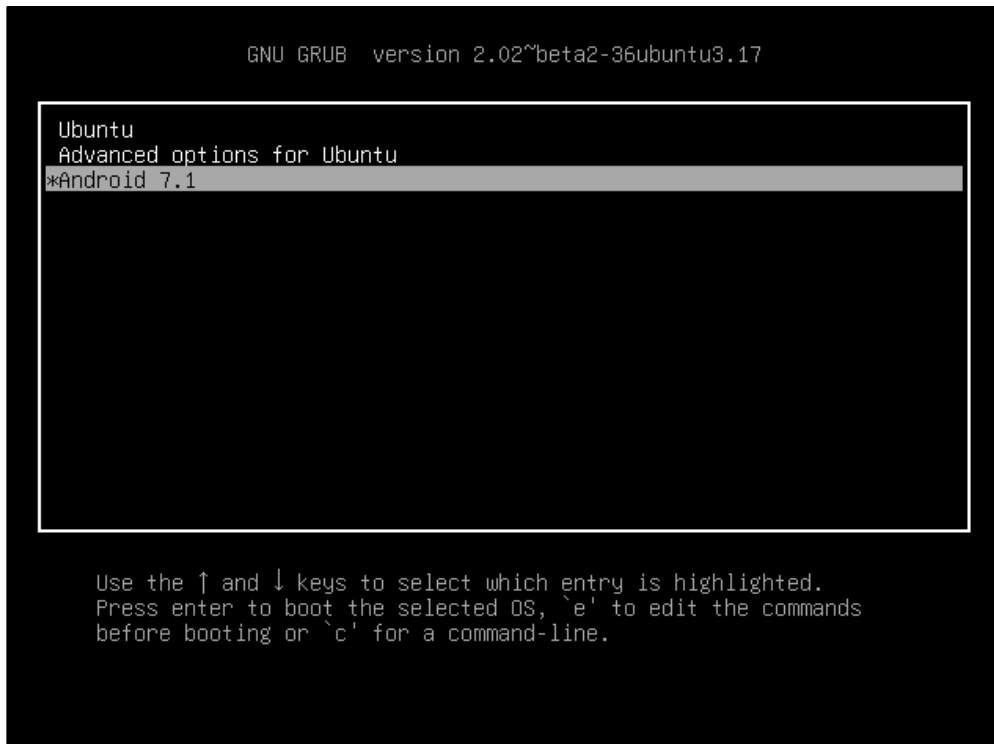 GNU GRUB  version 2.02~beta2-36ubuntu3.17
Ubuntu
Advanced options for Ubuntu
*Android 7.1
Use the ↑ and ↓ keys to select which entry is highlighted.
Press enter to boot the selected OS, `e' to edit the commands
before booting or `c' for a command-line.